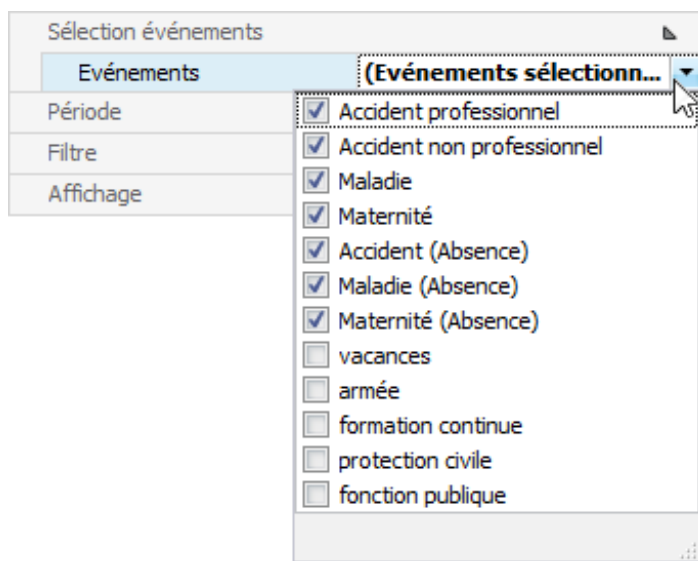 Sélection événements
Evénements (Evénements sélectionn...
Période
Filtre
Affichage
Accident professionnel
Accident non professionnel
Maladie
Maternité
Accident (Absence)
Maladie (Absence)
Maternité (Absence)
vacances
armée
formation continue
protection civile
fonction publique